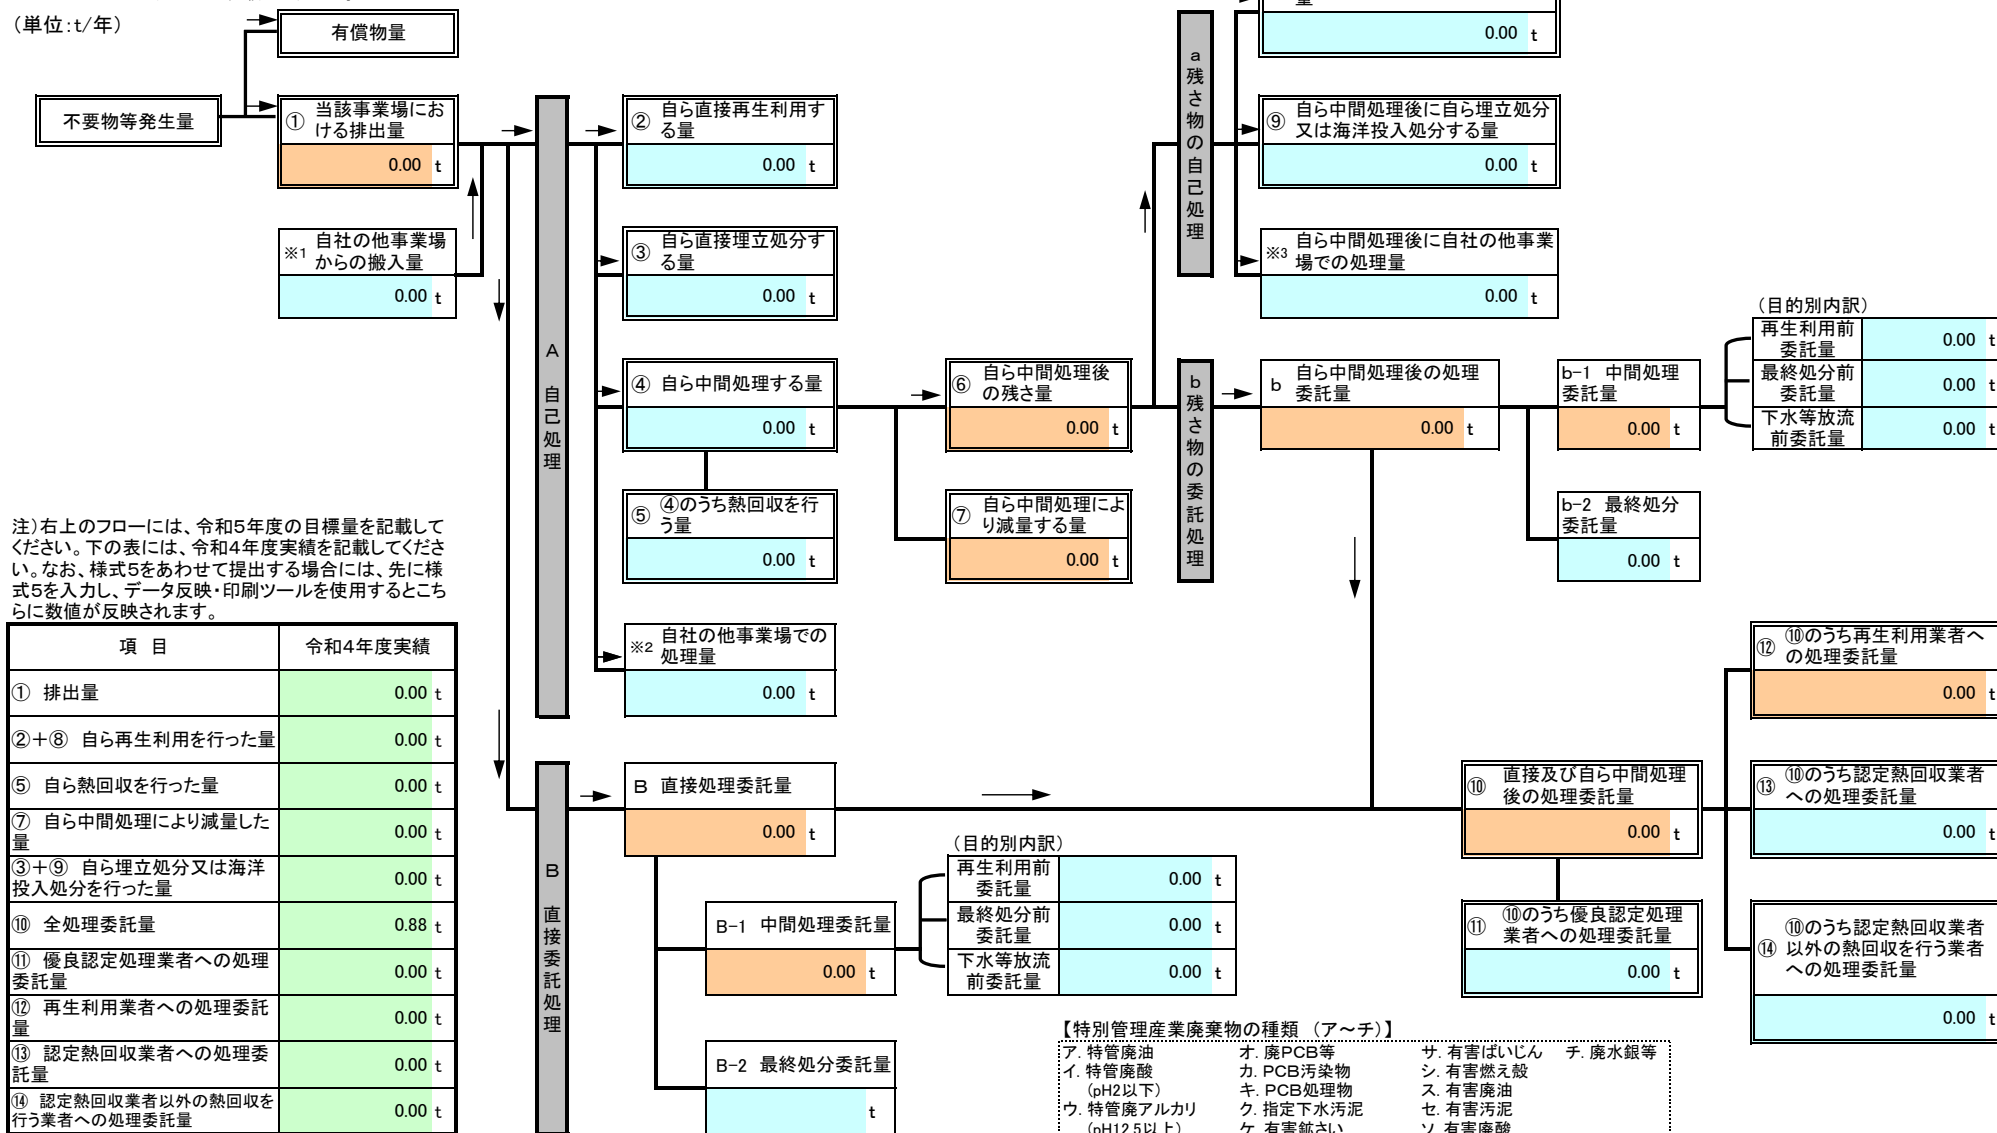 （単位：t/年）
有償物量
不要物等発生量
① 当該事業場にお
ける排出量
0.00 t
※1 自社の他事業場
からの搬入量
0.00 t
A 自己処理
② 自ら直接再生利用す
る量
0.00 t
③ 自ら直接埋立処分す
る量
0.00 t
④ 自ら中間処理する量
0.00 t
⑤ ④のうち熱回収を行
う量
0.00 t
※2 自社の他事業場での
処理量
0.00 t
⑥ 自ら中間処理後
の残さ量
0.00 t
⑦ 自ら中間処理によ
り減量する量
0.00 t
a 残さ物の自己処理
量
0.00 t
⑨ 自ら中間処理後に自ら埋立処分
又は海洋投入処分する量
0.00 t
※3 自ら中間処理後に自社の他事業
場での処理量
0.00 t
b 残さ物の委託処理
b 自ら中間処理後の処理
委託量
0.00 t
b-1 中間処理
委託量
0.00 t
（目的別内訳）
再生利用前
委託量
0.00 t
最終処分前
委託量
0.00 t
下水等放流
前委託量
0.00 t
b-2 最終処分
委託量
0.00 t
注）右上のフローには、令和５年度の目標量を記載して
ください。下の表には、令和４年度実績を記載してくださ
い。なお、様式５をあわせて提出する場合には、先に様
式５を入力し、データ反映・印刷ツールを使用するとこち
らに数値が反映されます。
項 目 令和４年度実績
① 排出量 0.00 t
②＋⑧ 自ら再生利用を行った量 0.00 t
⑤ 自ら熱回収を行った量 0.00 t
⑦ 自ら中間処理により減量した
量 0.00 t
③＋⑨ 自ら埋立処分又は海洋
投入処分を行った量 0.00 t
⑩ 全処理委託量 0.88 t
⑪ 優良認定処理業者への処理
委託量 0.00 t
⑫ 再生利用業者への処理委託
量 0.00 t
⑬ 認定熱回収業者への処理委
託量 0.00 t
⑭ 認定熱回収業者以外の熱回収を
行う業者への処理委託量 0.00 t
B 直接委託処理
B 直接処理委託量
0.00 t
B-1 中間処理委託量
0.00 t
（目的別内訳）
再生利用前
委託量
0.00 t
最終処分前
委託量
0.00 t
下水等放流
前委託量
0.00 t
B-2 最終処分委託量
t
⑩ 直接及び自ら中間処理
後の処理委託量
0.00 t
⑪ ⑩のうち優良認定処理
業者への処理委託量
0.00 t
⑫ ⑩のうち再生利用業者へ
の処理委託量
0.00 t
⑬ ⑩のうち認定熱回収業者
への処理委託量
0.00 t
⑭ ⑩のうち認定熱回収業者
以外の熱回収を行う業者
への処理委託量
0.00 t
【特別管理産業廃棄物の種類 （ア～チ）】
ア. 特管廃油 オ. 廃PCB等 サ. 有害ばいじん チ. 廃水銀等
イ. 特管廃酸 カ. PCB汚染物 シ. 有害燃え殻
（pH2以下） キ. PCB処理物 ス. 有害廃油
ウ. 特管廃アルカリ ク. 指定下水汚泥 セ. 有害汚泥
（pH12.5以上） ケ. 有害鉱さい ソ. 有害廃酸